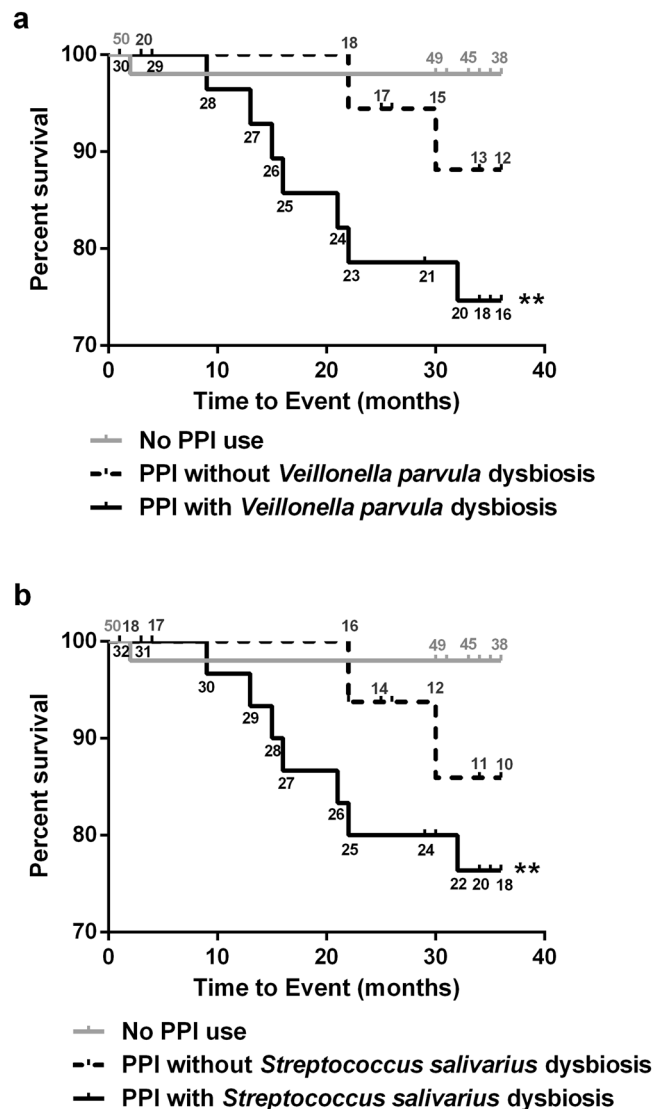 a
50 20 18 49 45 38
100 30 29
28
27
26
25
24
23 21
20 18 16 **
17 15
13 12
90
80
70
Percent survival
0 10 20 30 40
Time to Event (months)
No PPI use
PPI without Veillonella parvula dysbiosis
PPI with Veillonella parvula dysbiosis
b
50 18 17 16 49 45 38
100 32 31
30
29
28
27
26
25 24
22 20 18 **
14 12
11 10
90
80
70
Percent survival
0 10 20 30 40
Time to Event (months)
No PPI use
PPI without Streptococcus salivarius dysbiosis
PPI with Streptococcus salivarius dysbiosis